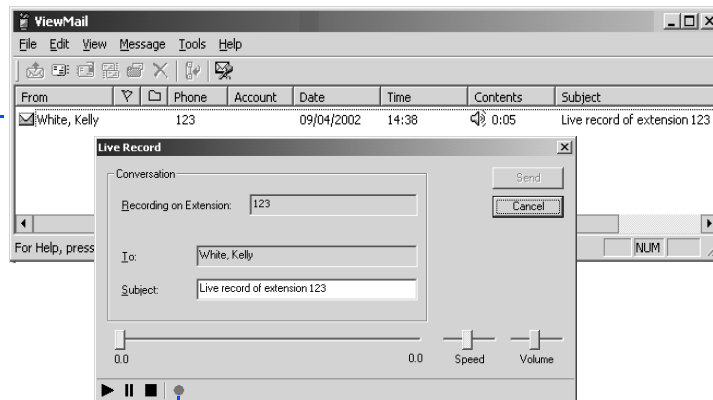 ViewMail
File Edit View Message Tools Help
From Phone Account Date Time Contents Subject
White, Kelly 123 09/04/2002 14:38 0:05 Live record of extension 123
Live Record
Conversation
Send
Recording on Extension: 123
Cancel
To: White, Kelly
Subject: Live record of extension 123
For Help, press
NUM
0.0 0.0 Speed Volume